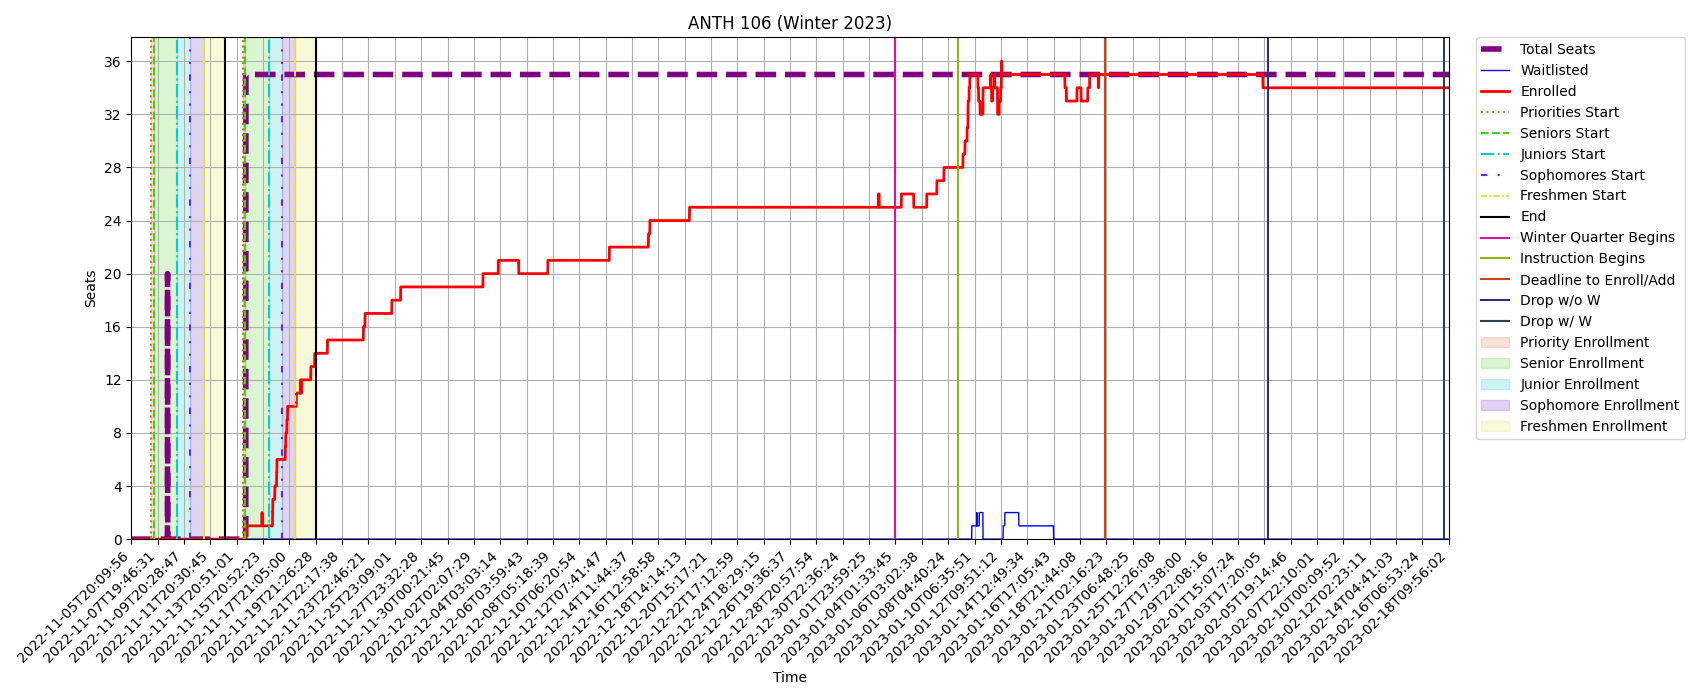 ANTH 106 (Winter 2023)
Seats
36
32
28
24
20
16
12
8
4
0
2022-11-05T20:09:56
2022-11-07T19:46:31
2022-11-09T20:28:47
2022-11-11T20:30:45
2022-11-13T20:51:01
2022-11-15T20:52:23
2022-11-17T21:05:00
2022-11-19T21:26:28
2022-11-21T22:17:38
2022-11-23T22:46:21
2022-11-25T23:09:01
2022-11-27T23:32:28
2022-11-30T00:21:45
2022-12-02T02:07:29
2022-12-04T03:03:14
2022-12-06T03:59:43
2022-12-08T05:18:39
2022-12-10T06:20:54
2022-12-12T07:41:47
2022-12-14T11:44:37
2022-12-16T12:58:58
2022-12-18T14:14:13
2022-12-20T15:17:21
2022-12-22T17:12:59
2022-12-24T18:29:15
2022-12-26T19:36:37
2022-12-28T20:57:54
2022-12-30T22:36:24
2023-01-01T23:59:25
2023-01-04T01:33:45
2023-01-06T03:02:38
2023-01-08T04:40:24
2023-01-10T06:35:51
2023-01-12T09:51:12
2023-01-14T12:49:34
2023-01-16T17:05:43
2023-01-18T21:44:08
2023-01-21T02:16:23
2023-01-23T06:48:25
2023-01-25T12:26:08
2023-01-27T17:38:00
2023-01-29T22:08:16
2023-02-01T15:07:24
2023-02-03T17:20:05
2023-02-05T19:14:46
2023-02-07T22:10:01
2023-02-10T00:09:52
2023-02-12T02:23:11
2023-02-14T04:41:03
2023-02-16T06:53:24
2023-02-18T09:56:02
Time
Total Seats
Waitlisted
Enrolled
Priorities Start
Seniors Start
Juniors Start
Sophomores Start
Freshmen Start
End
Winter Quarter Begins
Instruction Begins
Deadline to Enroll/Add
Drop w/o W
Drop w/ W
Priority Enrollment
Senior Enrollment
Junior Enrollment
Sophomore Enrollment
Freshmen Enrollment